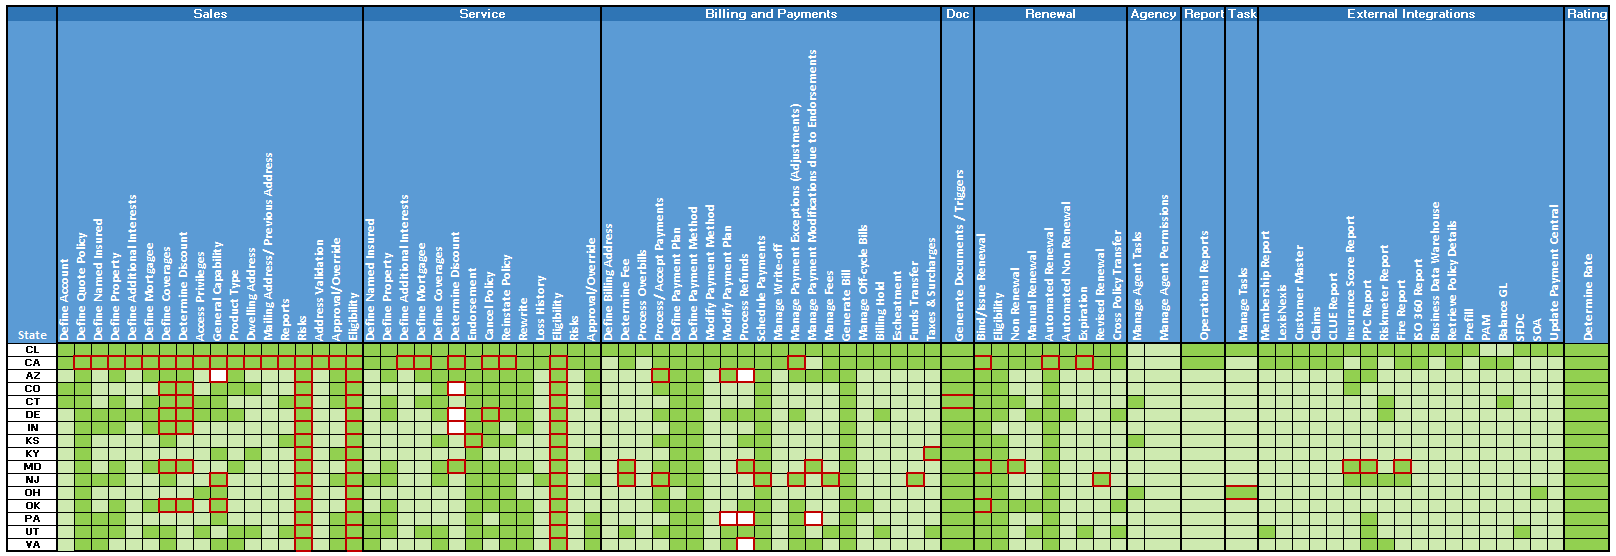 Sales
Service
Billing and Payments
Doc
Renewal
Agency
Report
Task
External Integrations
Rating
State
Define Account
Define Quote Policy
Define Named Insured
Define Property
Define Additional Interests
Define Mortgagee
Define Coverages
Determine Discount
Access Privileges
General Capability
Product Type
Dwelling Address
Mailing Address/ Previous Address
Reports
Risks
Address Validation
Approval/Override
Eligibility
Define Named Insured
Define Property
Define Additional Interests
Define Mortgagee
Define Coverages
Determine Discount
Endorsement
Cancel Policy
Reinstate Policy
Rewrite
Loss History
Eligibility
Risks
Approval/Override
Define Billing Address
Determine Fee
Process Overbills
Process/Accept Payments
Define Payment Plan
Define Payment Method
Modify Payment Method
Modify Payment Plan
Process Refunds
Schedule Payments
Manage Write-off
Manage Payment Exceptions (Adjustments)
Manage Payment Modifications due to Endorsements
Manage Fees
Generate Bill
Manage Off-cycle Bills
Billing Hold
Escheatment
Funds Transfer
Taxes & Surcharges
Generate Documents / Triggers
Bind/Issue Renewal
Eligibility
Non Renewal
Manual Renewal
Automated Renewal
Automated Non Renewal
Expiration
Revised Renewal
Cross Policy Transfer
Manage Agent Tasks
Manage Agent Permissions
Operational Reports
Manage Tasks
Membership Report
LexisNexis
Customer Master
Claims
CLUE Report
Insurance Score Report
PPC Report
Riskmeter Report
Fire Report
ISO 360 Report
Business Data Warehouse
Retrieve Policy Details
Prefill
PAM
Balance GL
SFDC
SOA
Update Payment Central
Determine Rate
CL
CA
AZ
CO
CT
DE
IN
KS
KY
MD
NJ
OH
OK
PA
UT
VA